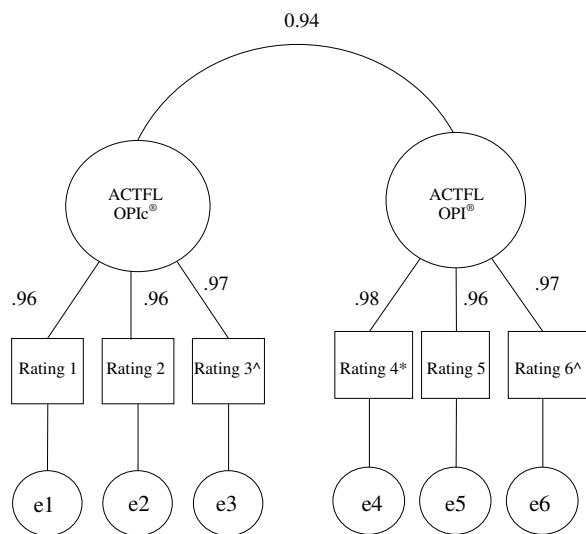 0.94
ACTFL
OPIc®
ACTFL
OPI®
.96
.96
.97
.98
.96
.97
Rating 1
Rating 2
Rating 3^
Rating 4*
Rating 5
Rating 6^
e1
e2
e3
e4
e5
e6